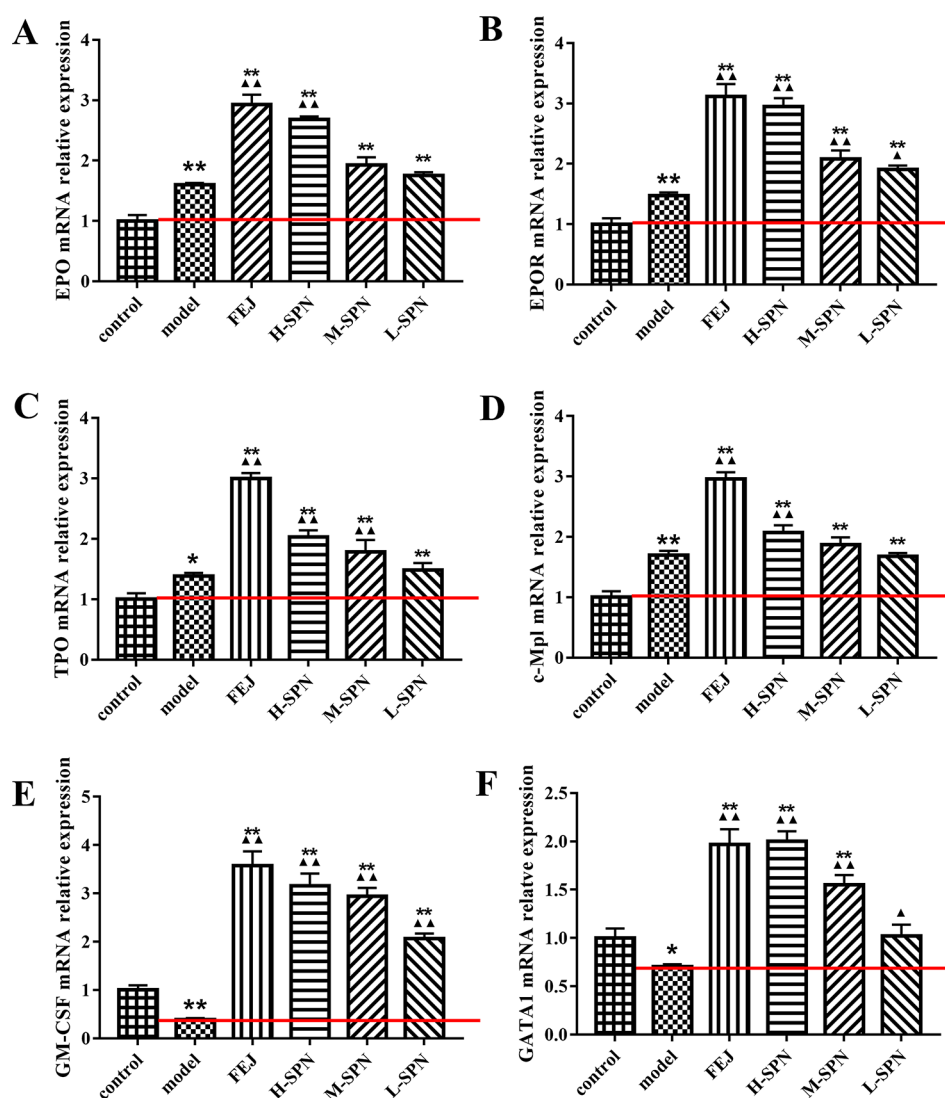 A
EPO mRNA relative expression
4
3
2
1
0
**
▲▲
**
▲▲
**
**
**
control
model
FEJ
H-SPN
M-SPN
L-SPN
B
EPOR mRNA relative expression
4
3
2
1
0
**
▲▲
**
▲▲
**
▲▲
**
▲
**
control
model
FEJ
H-SPN
M-SPN
L-SPN
C
TPO mRNA relative expression
4
3
2
1
0
**
▲▲
**
▲▲
**
▲▲
**
*
control
model
FEJ
H-SPN
M-SPN
L-SPN
D
c-Mpl mRNA relative expression
4
3
2
1
0
**
▲▲
**
▲▲
**
**
**
control
model
FEJ
H-SPN
M-SPN
L-SPN
E
GM-CSF mRNA relatve expression
5
4
3
2
1
0
**
▲▲
**
▲▲
**
▲▲
**
▲▲
**
control
model
FEJ
H-SPN
M-SPN
L-SPN
F
GATA1 mRNA relative expression
2.5
2.0
1.5
1.0
0.5
0.0
**
▲▲
**
▲▲
**
▲▲
▲
*
control
model
FEJ
H-SPN
M-SPN
L-SPN